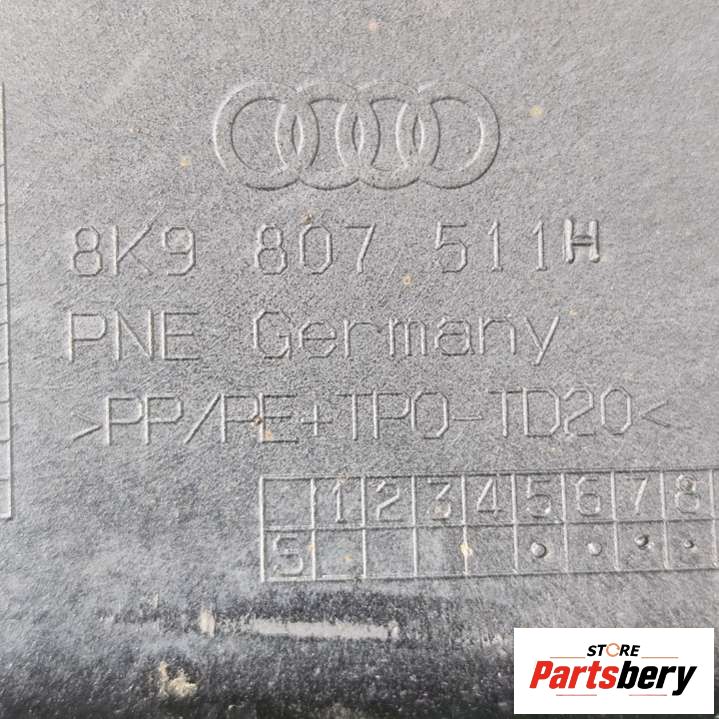 8K9 807 511H
PNE Germany
>PP/PE+TPO-TD20<
1 2 3 4 5 6 7 8
S
STORE
Partsbery